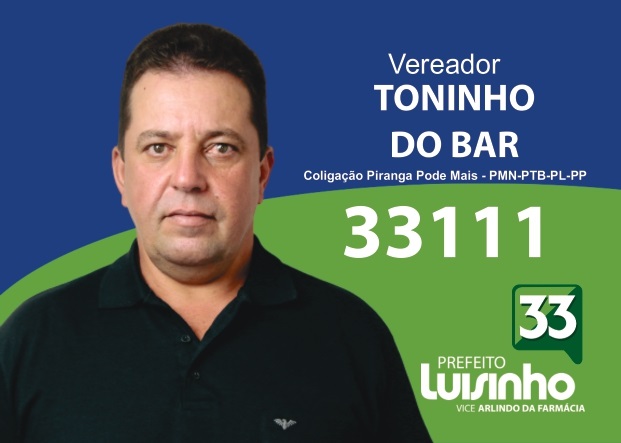 Vereador
TONINHO
DO BAR
Coligação Piranga Pode Mais - PMN-PTB-PL-PP
33111
33
PREFEITO
Luisinho
VICE ARLINDO DA FARMÁCIA